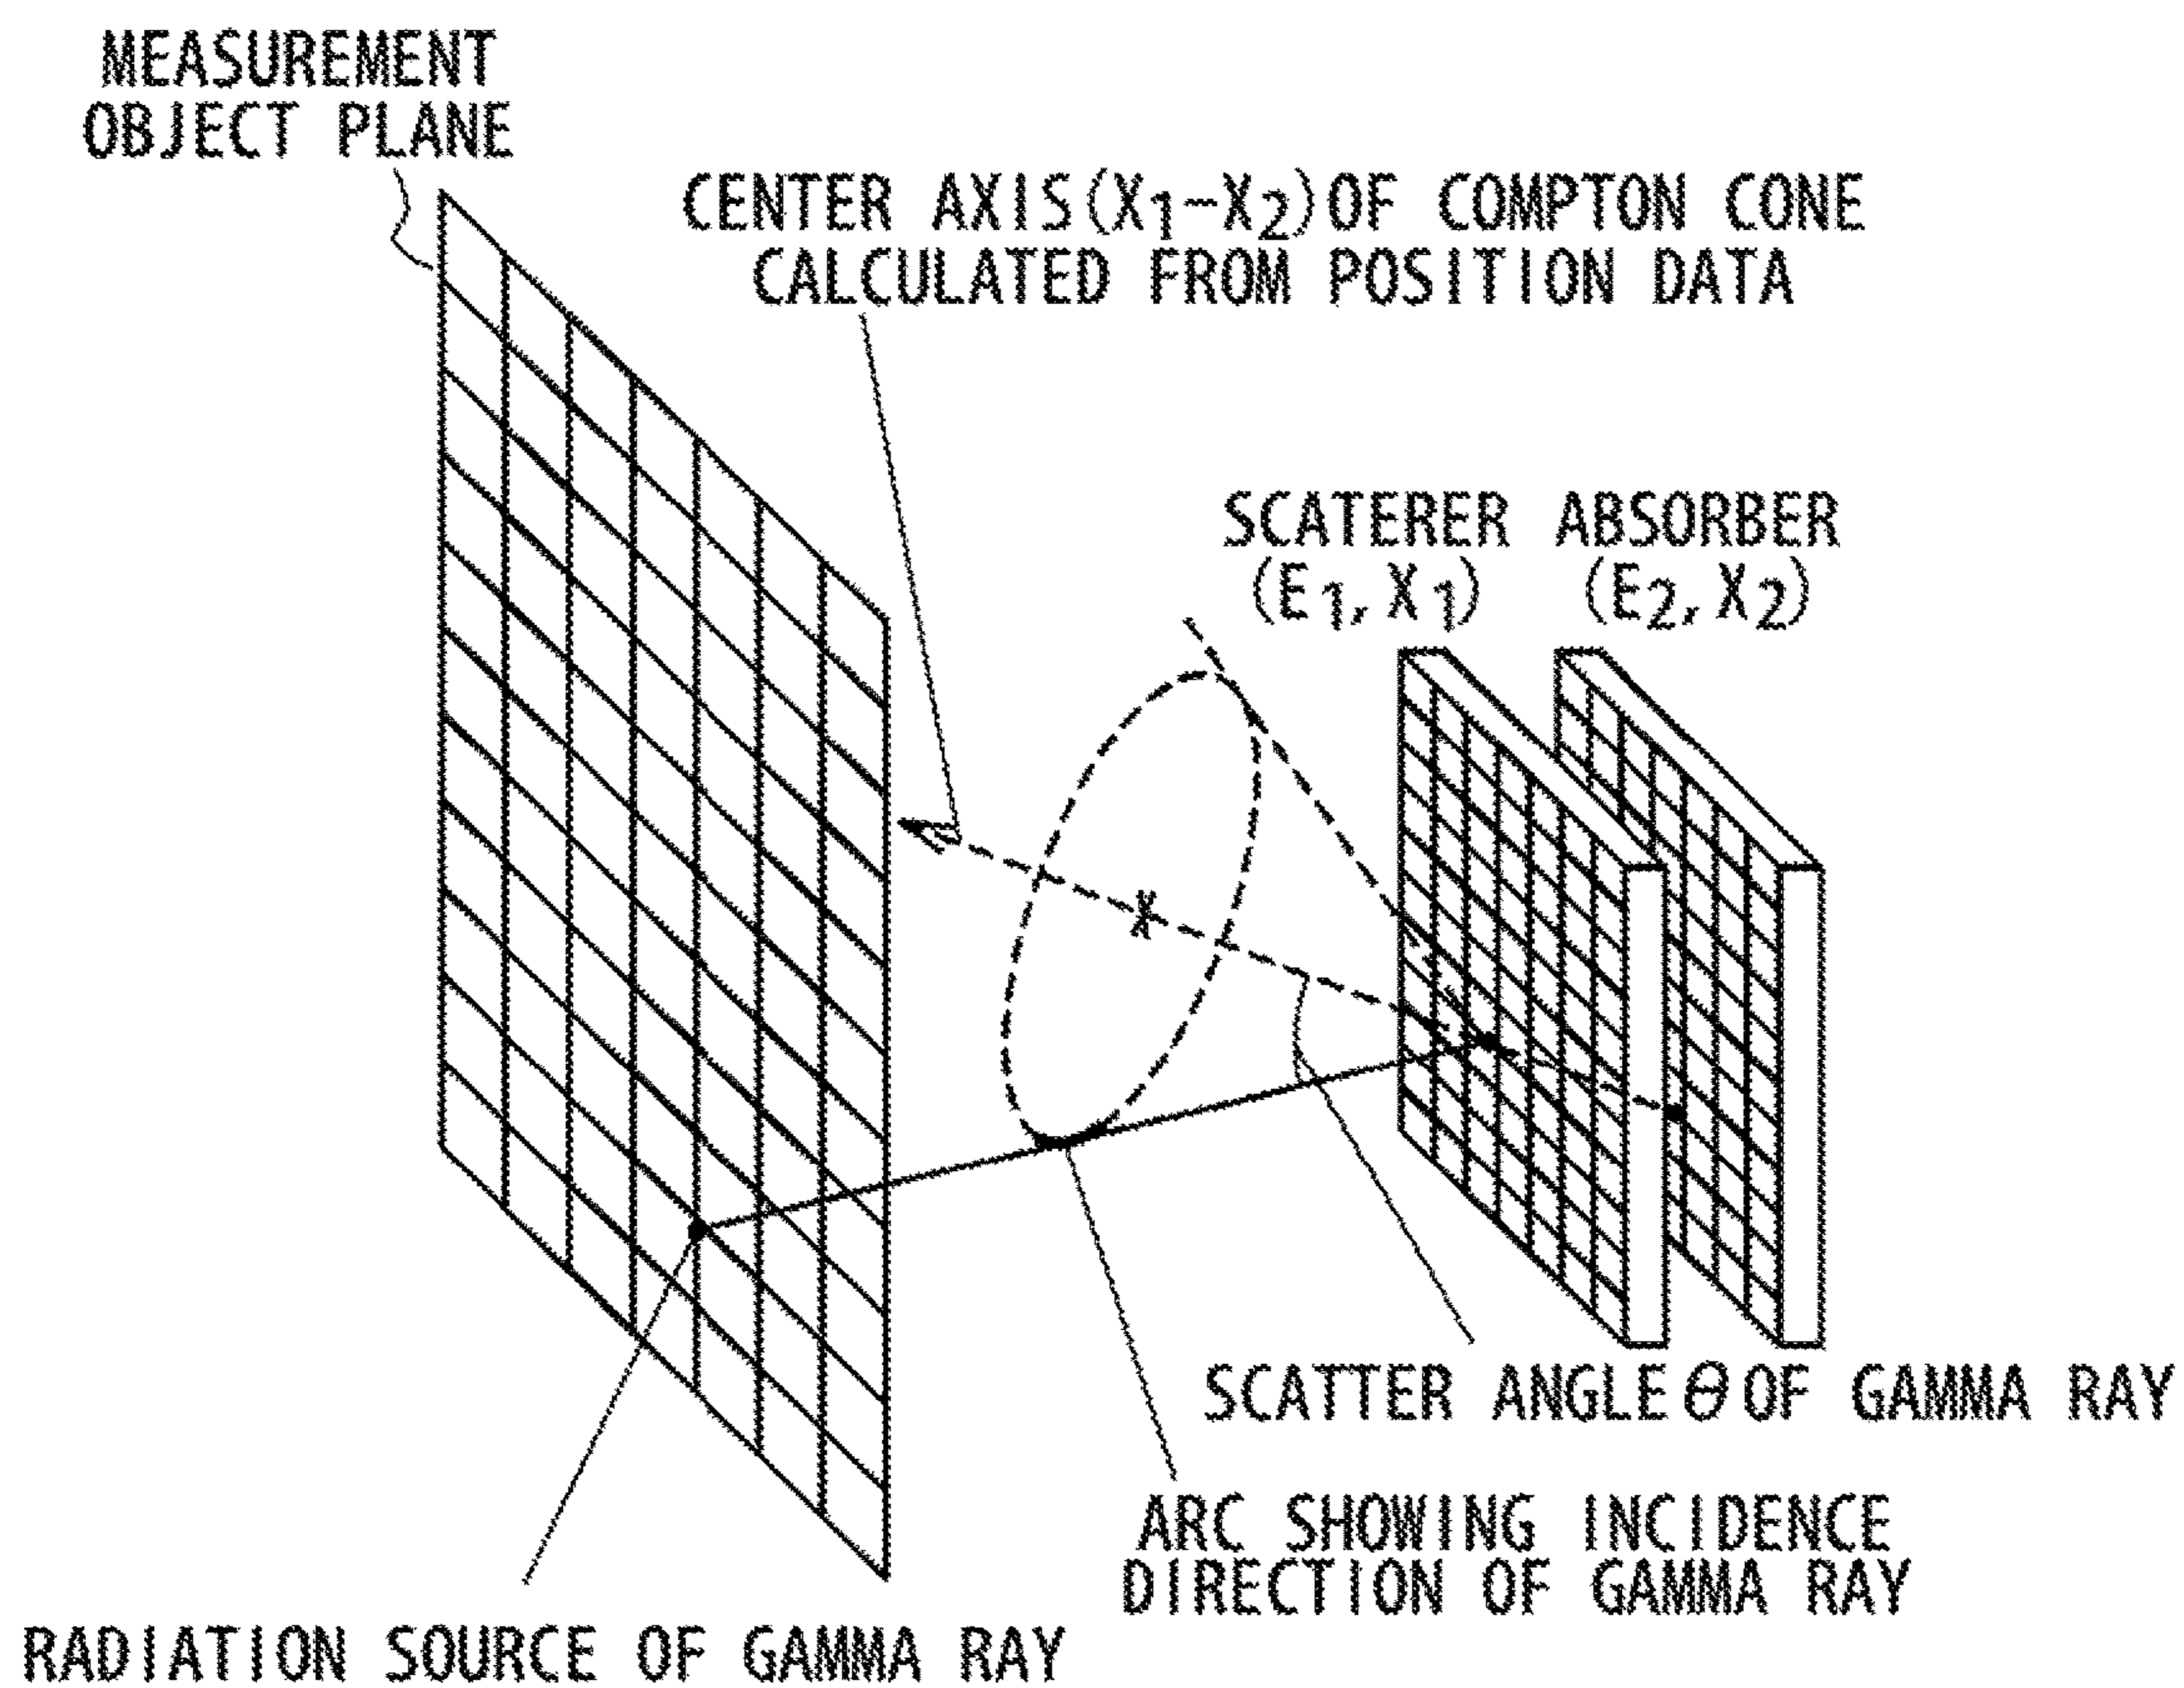 MEASUREMENT
OBJECT PLANE
CENTER AXIS(X1-X2)OF COMPTON CONE
CALCULATED FROM POSITION DATA
SCATERER ABSORBER
(E1, X1) (E2, X2)
SCATTER ANGLE θ OF GAMMA RAY
ARC SHOWING INCIDENCE
DIRECTION OF GAMMA RAY
RADIATION SOURCE OF GAMMA RAY